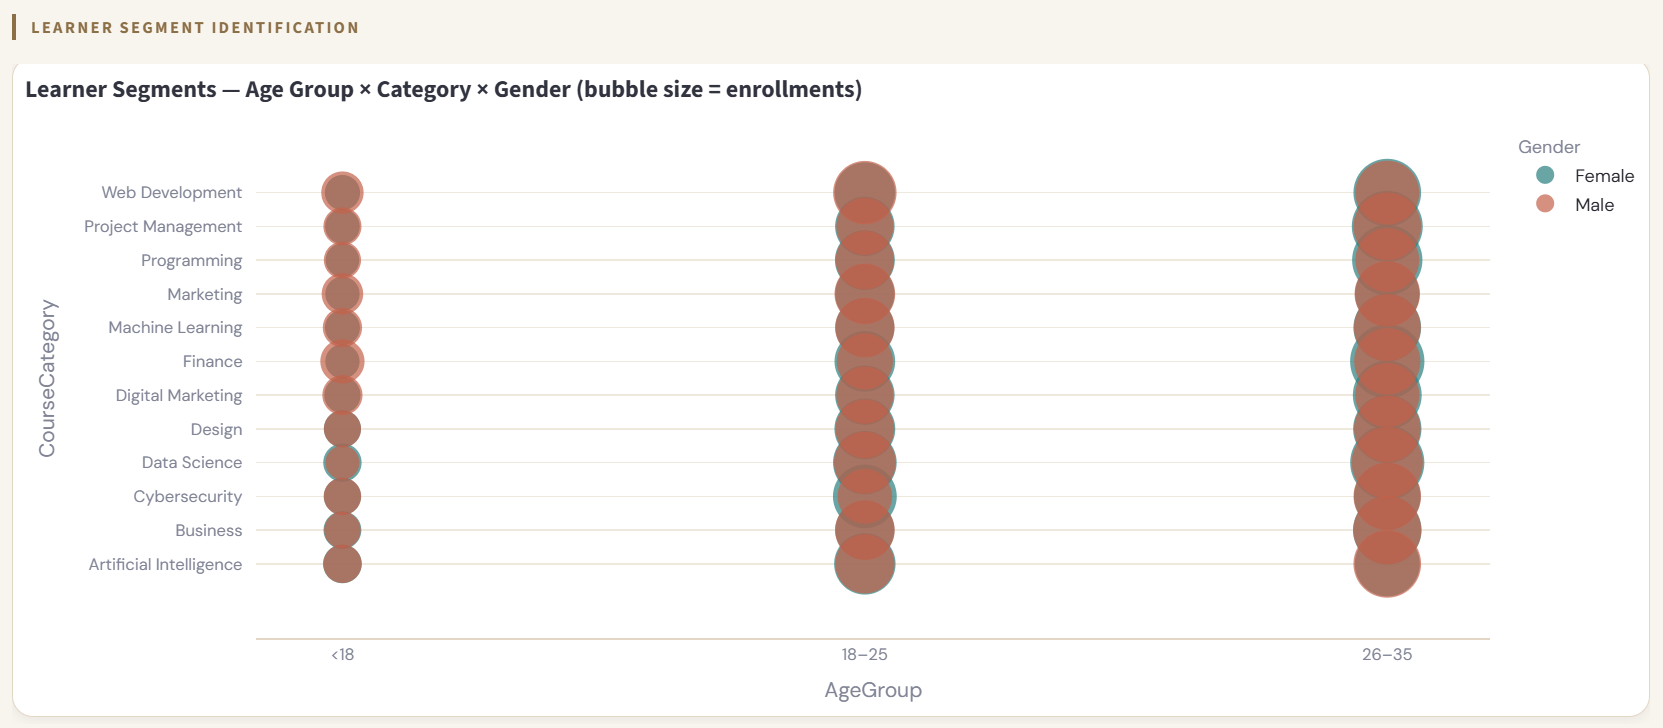 LEARNER SEGMENT IDENTIFICATION
Learner Segments — Age Group × Category × Gender (bubble size = enrollments)
Gender
Female
Male
CourseCategory
Web Development
Project Management
Programming
Marketing
Machine Learning
Finance
Digital Marketing
Design
Data Science
Cybersecurity
Business
Artificial Intelligence
<18
18–25
26–35
AgeGroup